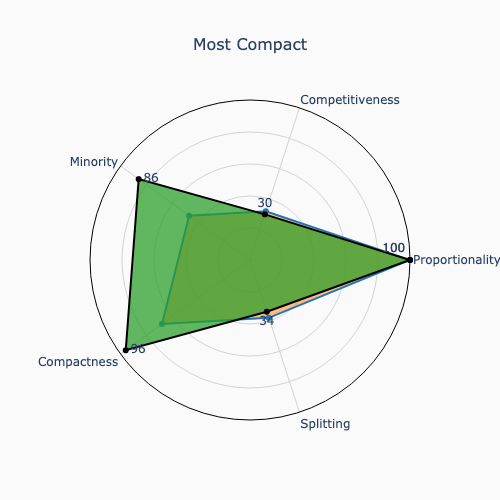 Most Compact
Competitiveness
Minority
86
30
100
Proportionality
34
96
Compactness
Splitting